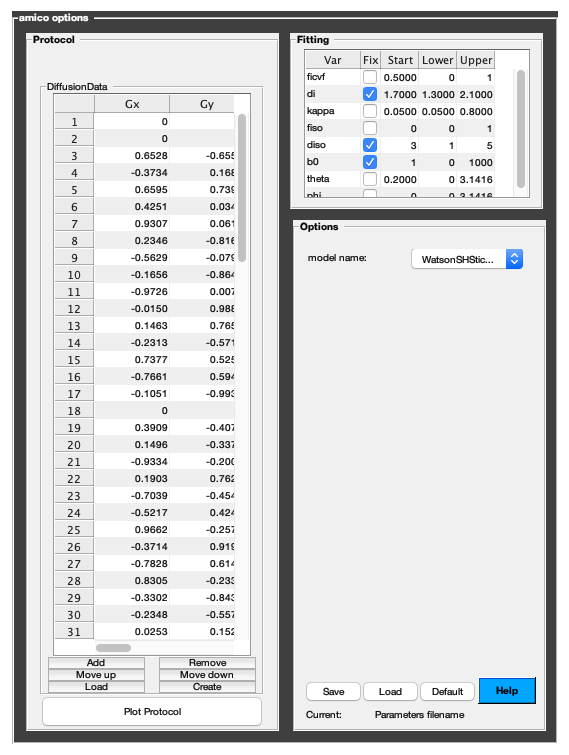 amico options
Protocol
DiffusionData
Gx Gy
1 0
2 0
3 0.6528 -0.655
4 -0.3734 0.168
5 0.6595 0.739
6 0.4251 0.034
7 0.9307 0.061
8 0.2346 -0.816
9 -0.5629 -0.079
10 -0.1656 -0.864
11 -0.9726 0.007
12 -0.0150 0.988
13 0.1463 0.765
14 -0.2313 -0.571
15 0.7377 0.525
16 -0.7661 0.594
17 -0.1051 -0.993
18 0
19 0.3909 -0.407
20 0.1496 -0.337
21 -0.9334 -0.200
22 0.1903 0.762
23 -0.7039 -0.454
24 -0.5217 0.424
25 0.9662 -0.257
26 -0.3714 0.919
27 -0.7828 0.614
28 0.8305 -0.233
29 -0.3302 -0.843
30 -0.2348 -0.557
31 0.0253 0.152
Add Remove
Move up Move down
Load Create
Plot Protocol
Fitting
Var Fix Start Lower Upper
ficvf 0.5000 0 1
di 1.7000 1.3000 2.1000
kappa 0.0500 0.0500 0.8000
fiso 0 0 1
diso 3 1 5
b0 1 0 1000
theta 0.2000 0 3.1416
phi 0 0 3.1416
Options
model name: WatsonSHStic...
Save Load Default Help
Current: Parameters filename